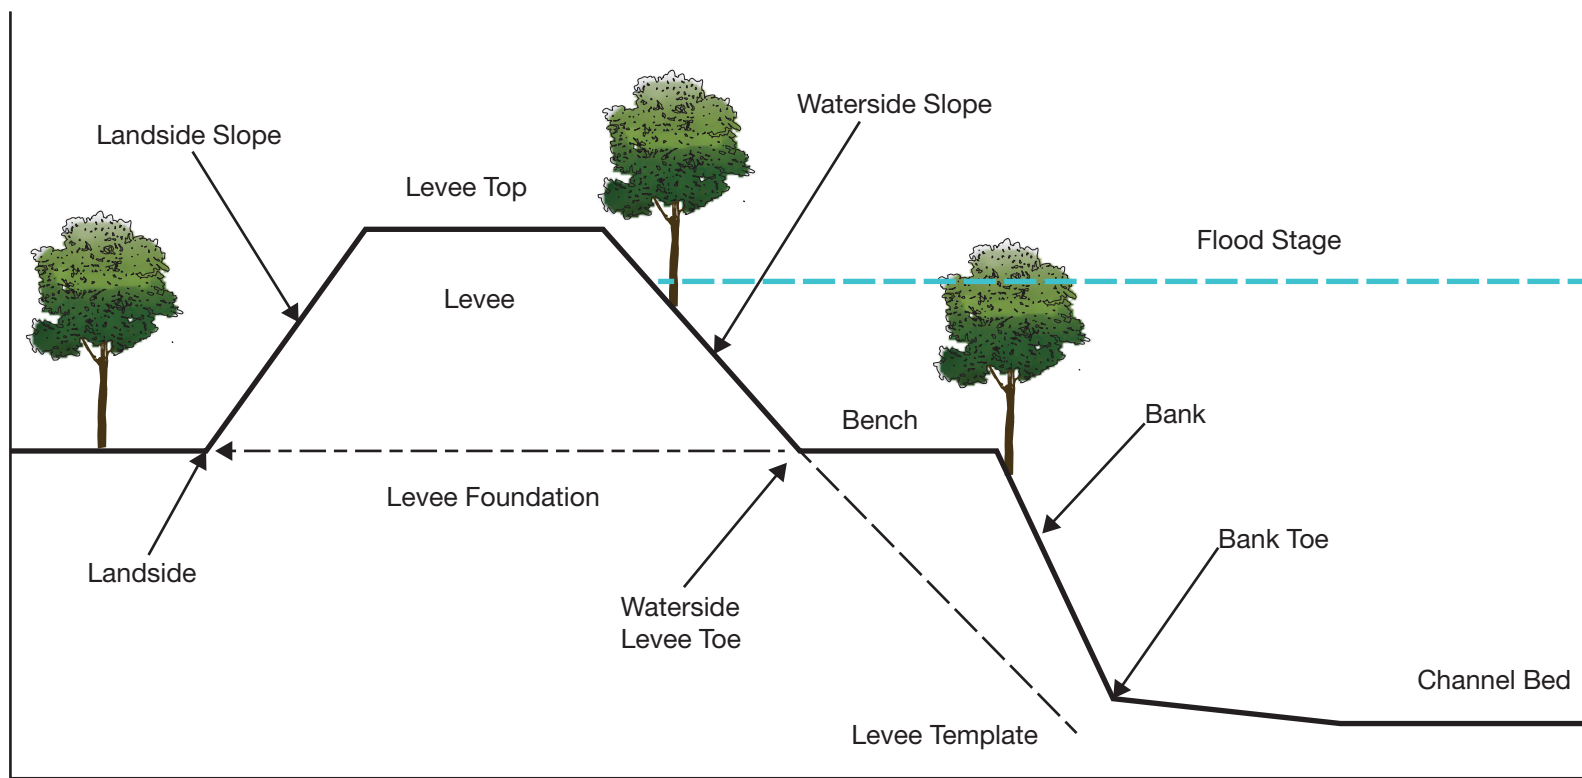 Waterside Slope
Landside Slope
Levee Top
Flood Stage
Levee
Bench
Bank
Levee Foundation
Bank Toe
Landside
Waterside
Levee Toe
Channel Bed
Levee Template